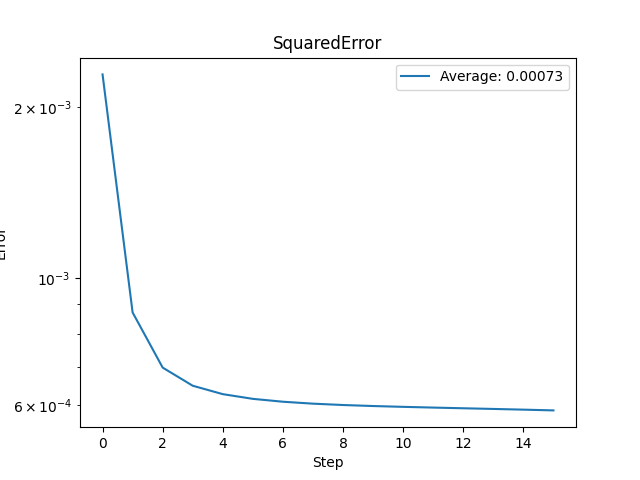 SquaredError
Average: 0.00073
2 × 10⁻³
10⁻³
6 × 10⁻⁴
Error
0 2 4 6 8 10 12 14
Step